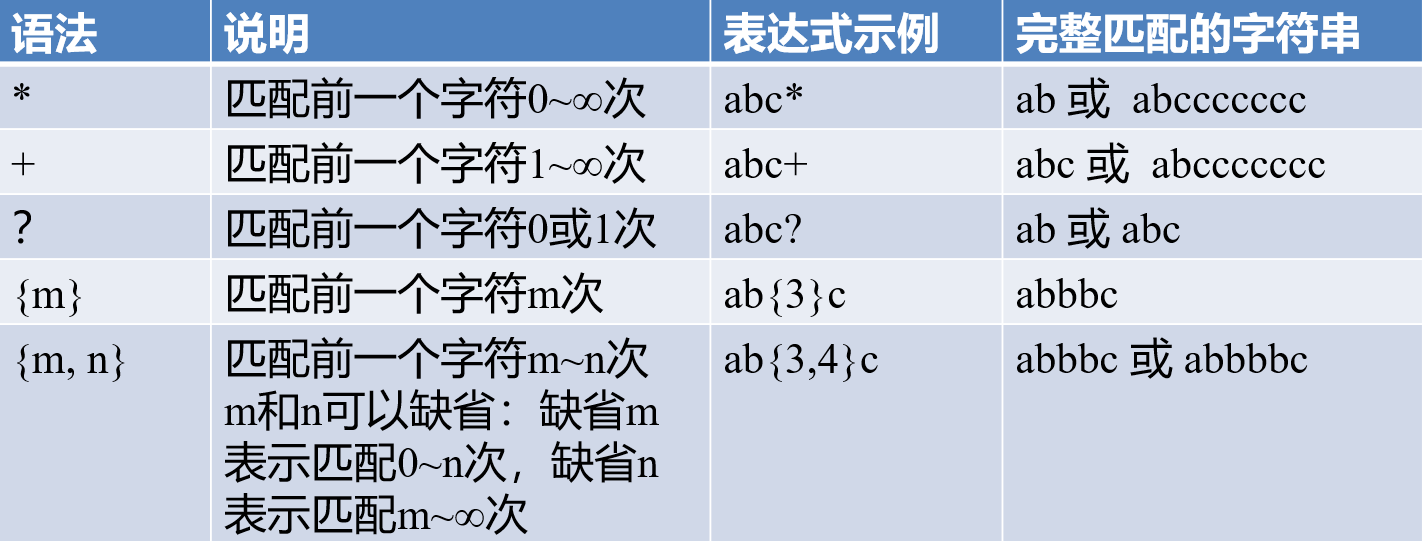 语法 说明 表达式示例 完整匹配的字符串
* 匹配前一个字符0~∞次 abc* ab 或 abccccccc
+ 匹配前一个字符1~∞次 abc+ abc 或 abccccccc
? 匹配前一个字符0或1次 abc? ab 或 abc
{m} 匹配前一个字符m次 ab{3}c abbbc
{m, n} 匹配前一个字符m~n次 ab{3,4}c abbbc 或 abbbbc
m和n可以缺省：缺省m
表示匹配0~n次，缺省n
表示匹配m~∞次